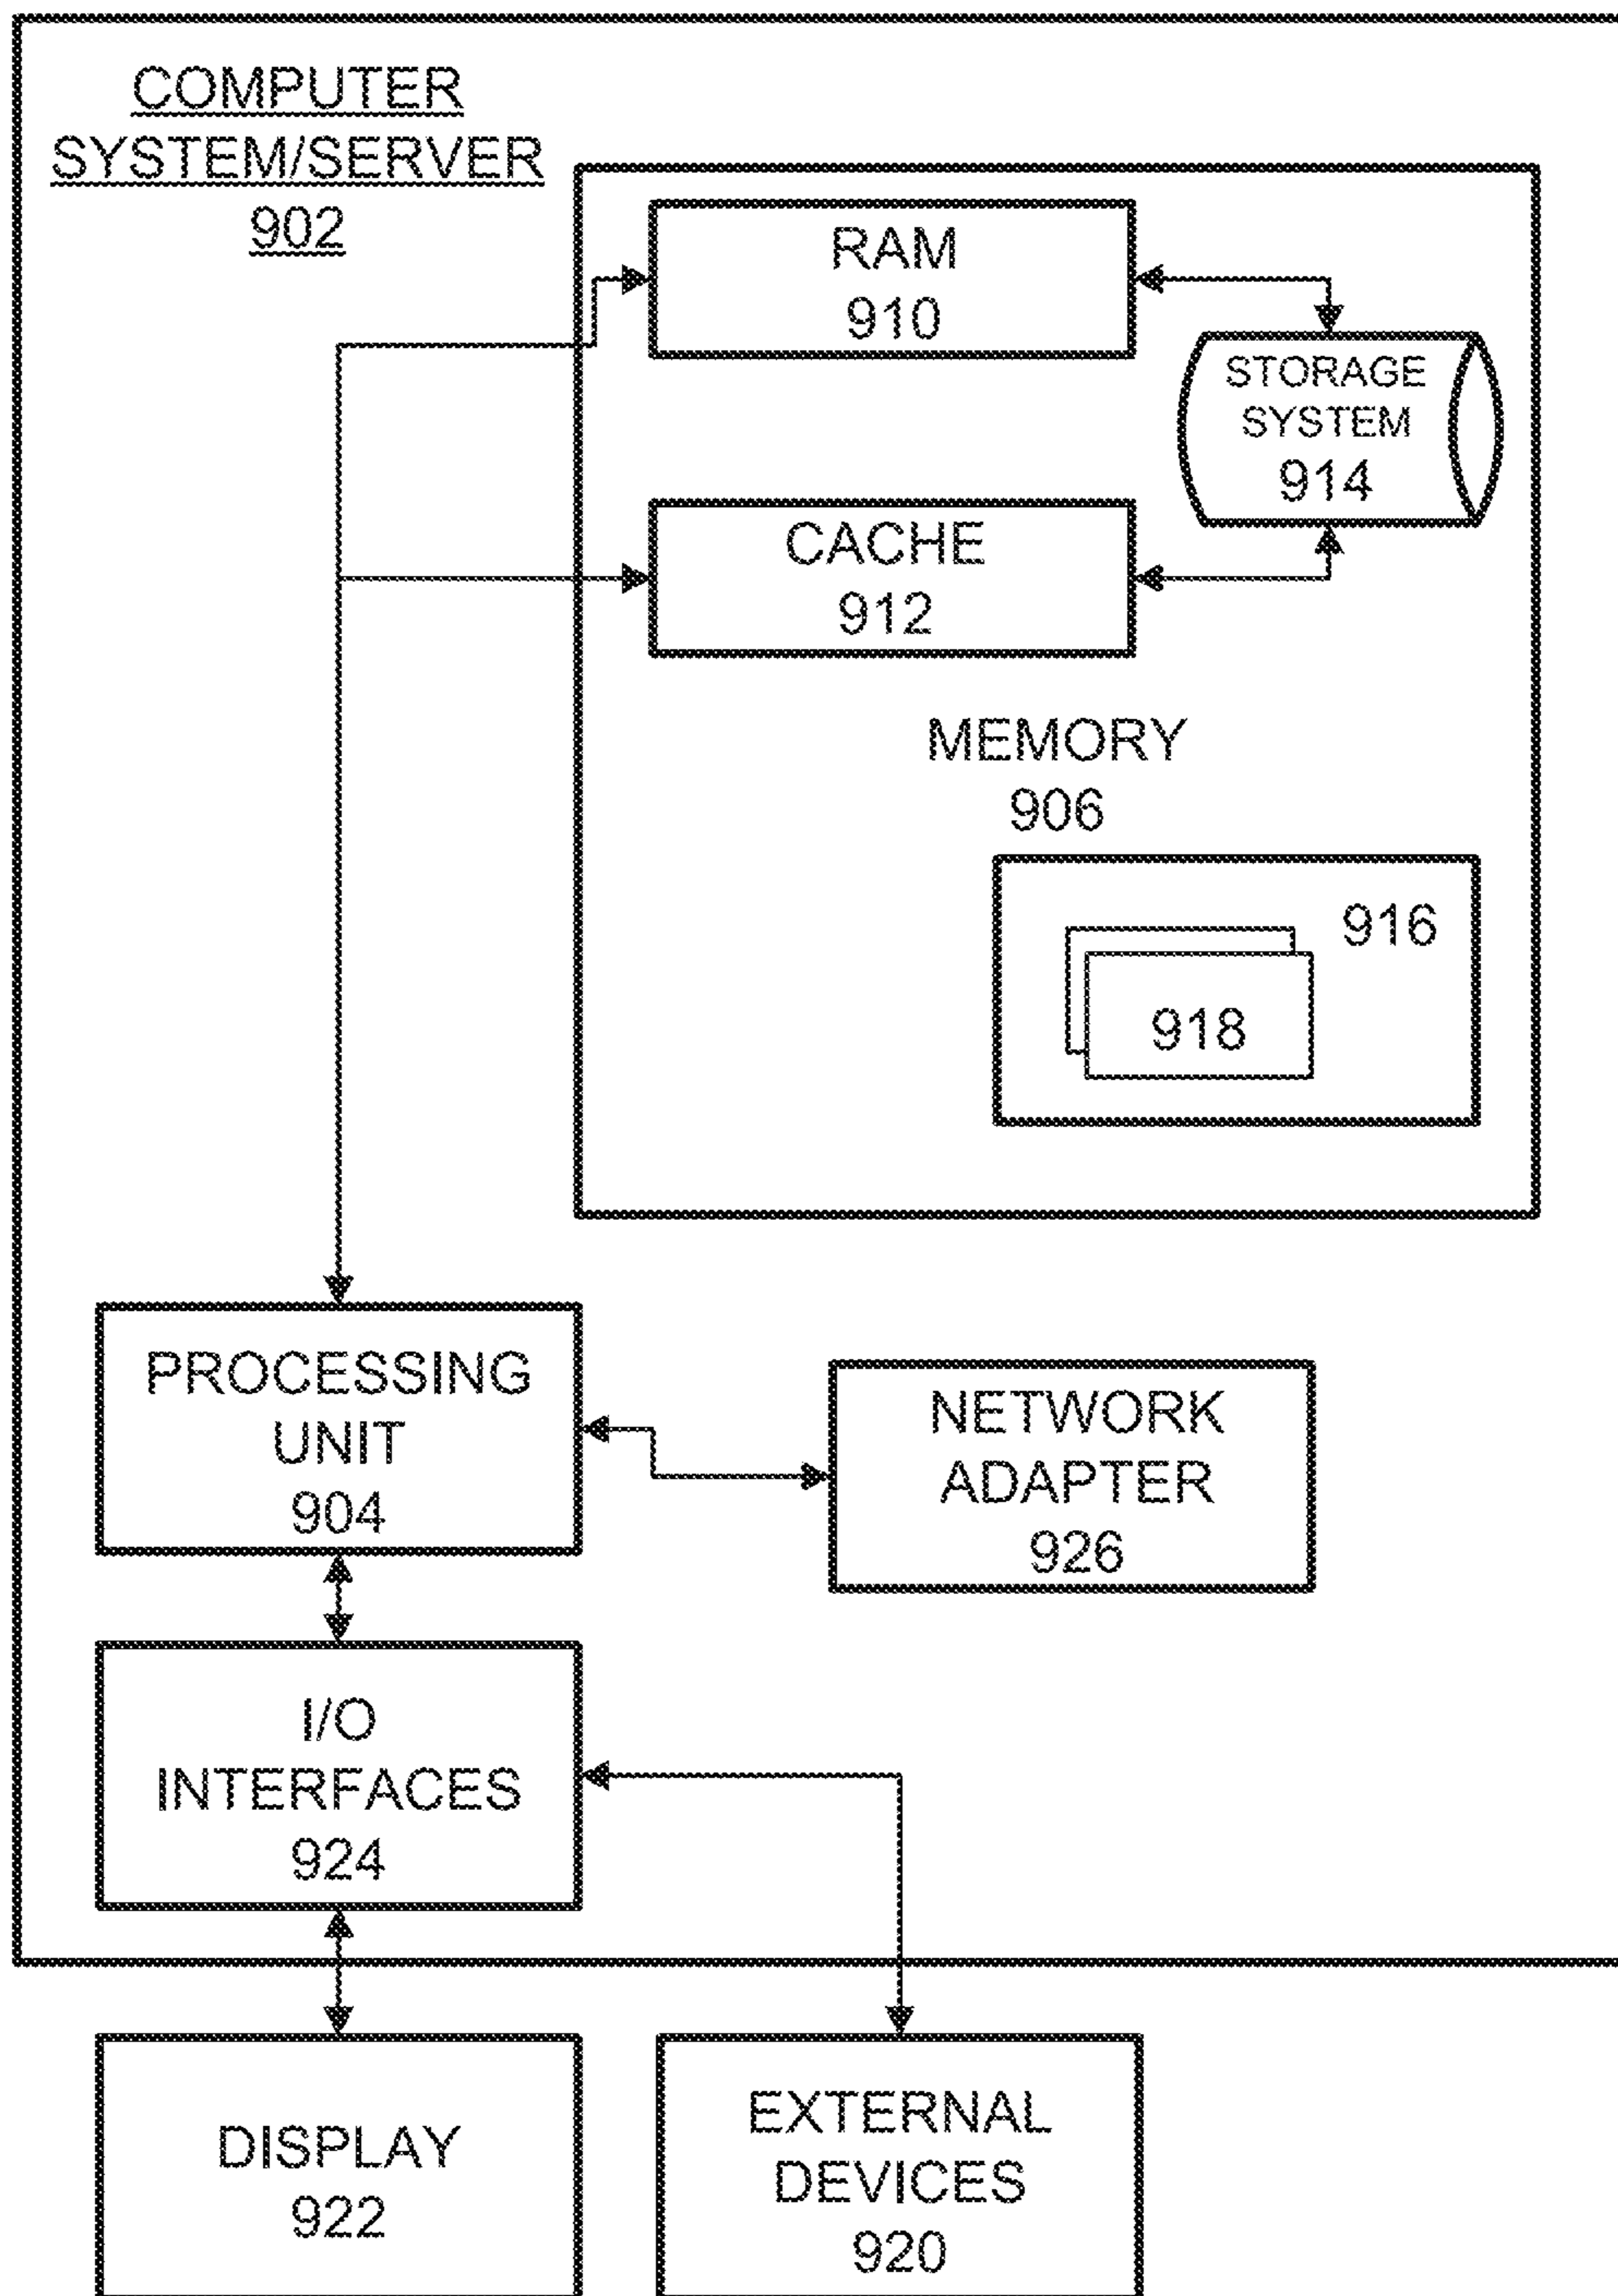 COMPUTER
SYSTEM/SERVER
902
RAM
910
STORAGE
SYSTEM
914
CACHE
912
MEMORY
906
916
918
PROCESSING
UNIT
904
NETWORK
ADAPTER
926
I/O
INTERFACES
924
DISPLAY
922
EXTERNAL
DEVICES
920